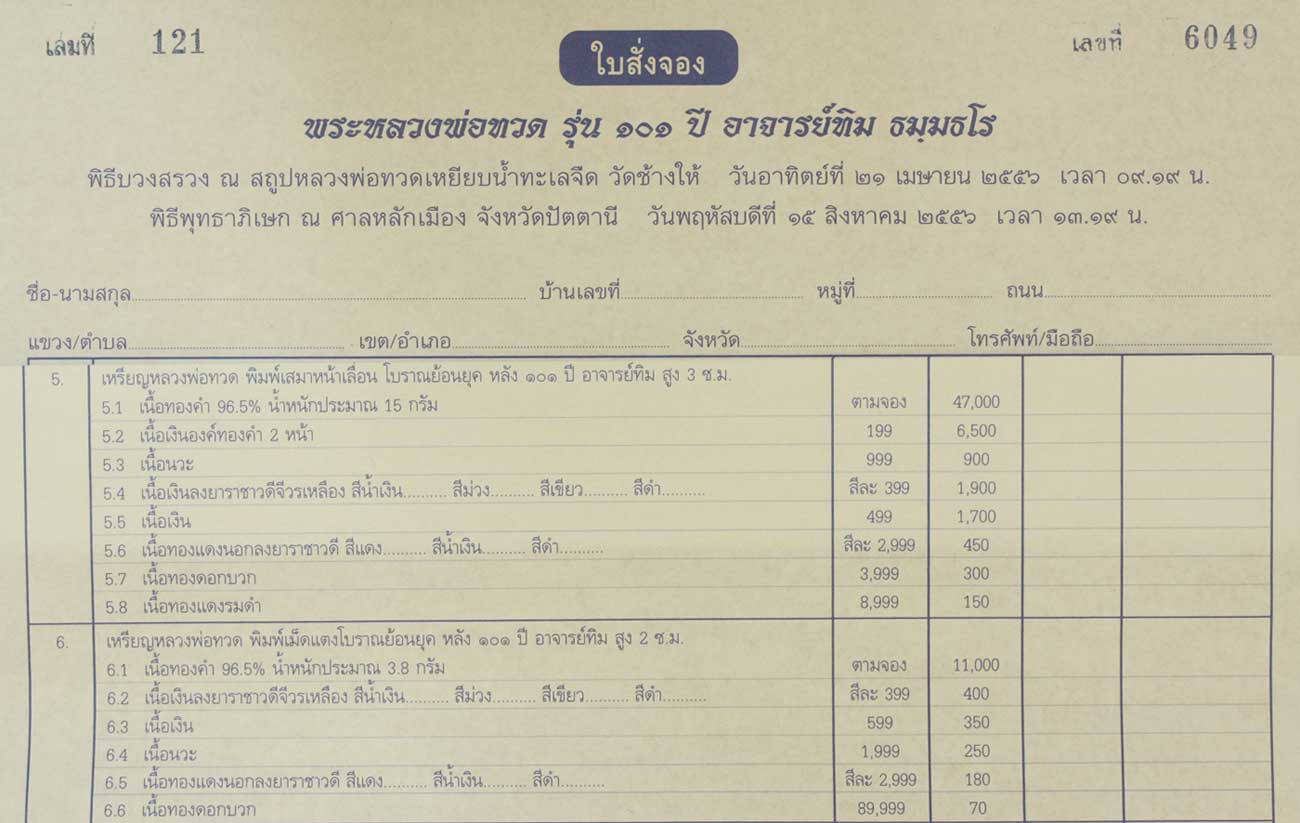 เล่มที่ 121
เลขที่ 6049
ใบสั่งจอง
พระหลวงพ่อทวด รุ่น ๑๐๑ ปี อาจารย์ทิม ธมฺมธโร
พิธีบวงสรวง ณ สถูปหลวงพ่อทวดเหยียบน้ำทะเลจืด วัดช้างให้ วันอาทิตย์ที่ ๒๑ เมษายน ๒๕๕๖ เวลา ๐๙.๑๙ น.
พิธีพุทธาภิเษก ณ ศาลหลักเมือง จังหวัดปัตตานี วันพฤหัสบดีที่ ๑๕ สิงหาคม ๒๕๕๖ เวลา ๑๓.๑๙ น.
ชื่อ-นามสกุล.......... บ้านเลขที่.......... หมู่ที่.......... ถนน..........
แขวง/ตำบล.......... เขต/อำเภอ.......... จังหวัด.......... โทรศัพท์/มือถือ..........
5. เหรียญหลวงพ่อทวด พิมพ์เสมาหน้าเลื่อน โบราณย้อนยุค หลัง ๑๐๑ ปี อาจารย์ทิม สูง 3 ซ.ม.
5.1 เนื้อทองคำ 96.5% น้ำหนักประมาณ 15 กรัม ตามจอง 47,000
5.2 เนื้อเงินองค์ทองคำ 2 หน้า 199 6,500
5.3 เนื้อนวะ 999 900
5.4 เนื้อเงินลงยาราชาวดีจีวรเหลือง สีน้ำเงิน.......... สีม่วง.......... สีเขียว.......... สีดำ.......... สีละ 399 1,900
5.5 เนื้อเงิน 499 1,700
5.6 เนื้อทองแดงนอกลงยาราชาวดี สีแดง.......... สีน้ำเงิน.......... สีดำ.......... สีละ 2,999 450
5.7 เนื้อทองดอกบวก 3,999 300
5.8 เนื้อทองแดงรมดำ 8,999 150
6. เหรียญหลวงพ่อทวด พิมพ์เม็ดแตงโบราณย้อนยุค หลัง ๑๐๑ ปี อาจารย์ทิม สูง 2 ซ.ม.
6.1 เนื้อทองคำ 96.5% น้ำหนักประมาณ 3.8 กรัม ตามจอง 11,000
6.2 เนื้อเงินลงยาราชาวดีจีวรเหลือง สีน้ำเงิน.......... สีม่วง.......... สีเขียว.......... สีดำ.......... สีละ 399 400
6.3 เนื้อเงิน 599 350
6.4 เนื้อนวะ 1,999 250
6.5 เนื้อทองแดงนอกลงยาราชาวดี สีแดง.......... สีน้ำเงิน.......... สีดำ.......... สีละ 2,999 180
6.6 เนื้อทองดอกบวก 89,999 70